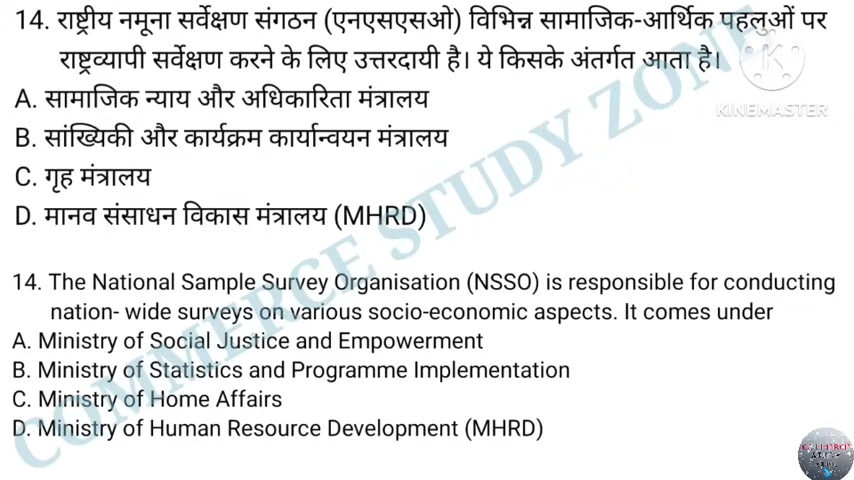 14. राष्ट्रीय नमूना सर्वेक्षण संगठन (एनएसएसओ) विभिन्न सामाजिक-आर्थिक पहलुओं पर
राष्ट्रव्यापी सर्वेक्षण करने के लिए उत्तरदायी है। ये किसके अंतर्गत आता है।
K
KINEMASTER
A. सामाजिक न्याय और अधिकारिता मंत्रालय
B. सांख्यिकी और कार्यक्रम कार्यान्वयन मंत्रालय
C. गृह मंत्रालय
D. मानव संसाधन विकास मंत्रालय (MHRD)
COMMERCE STUDY ZONE
14. The National Sample Survey Organisation (NSSO) is responsible for conducting
nation- wide surveys on various socio-economic aspects. It comes under
A. Ministry of Social Justice and Empowerment
B. Ministry of Statistics and Programme Implementation
C. Ministry of Home Affairs
D. Ministry of Human Resource Development (MHRD)